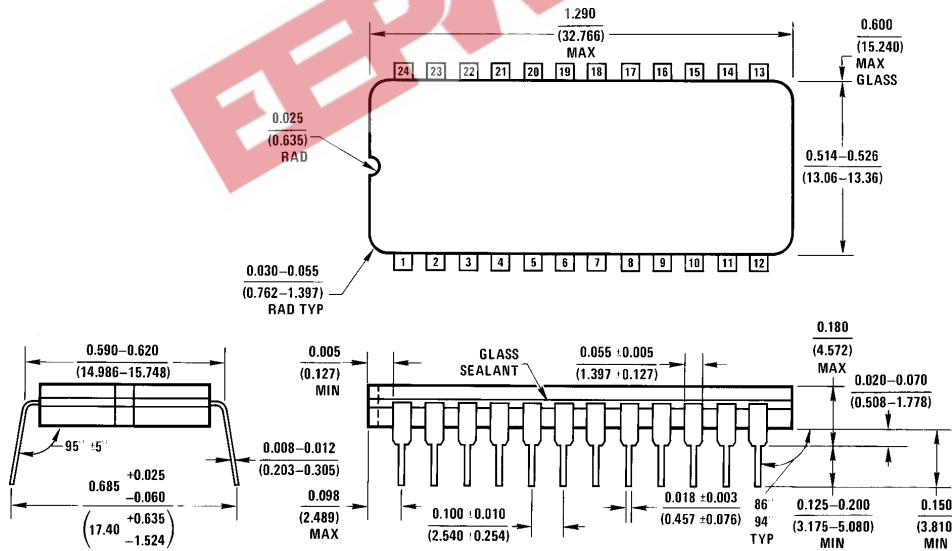 EEPW
1.290
(32.766)
MAX
0.600
(15.240)
MAX
GLASS
24 23 22 21 20 19 18 17 16 15 14 13
0.025
(0.635)
RAD
0.514–0.526
(13.06–13.36)
1 2 3 4 5 6 7 8 9 10 11 12
0.030–0.055
(0.762–1.397)
RAD TYP
0.590–0.620
(14.986–15.748)
95° ±5°
0.008–0.012
(0.203–0.305)
0.685 +0.025
−0.060
(17.40 +0.635
−1.524)
0.005
(0.127)
MIN
GLASS
SEALANT
0.055 ±0.005
(1.397 ±0.127)
0.180
(4.572)
MAX
0.020–0.070
(0.508–1.778)
0.098
(2.489)
MAX
0.100 ±0.010
(2.540 ±0.254)
0.018 ±0.003
(0.457 ±0.076)
86°
94°
TYP
0.125–0.200
(3.175–5.080)
MIN
0.150
(3.810)
MIN